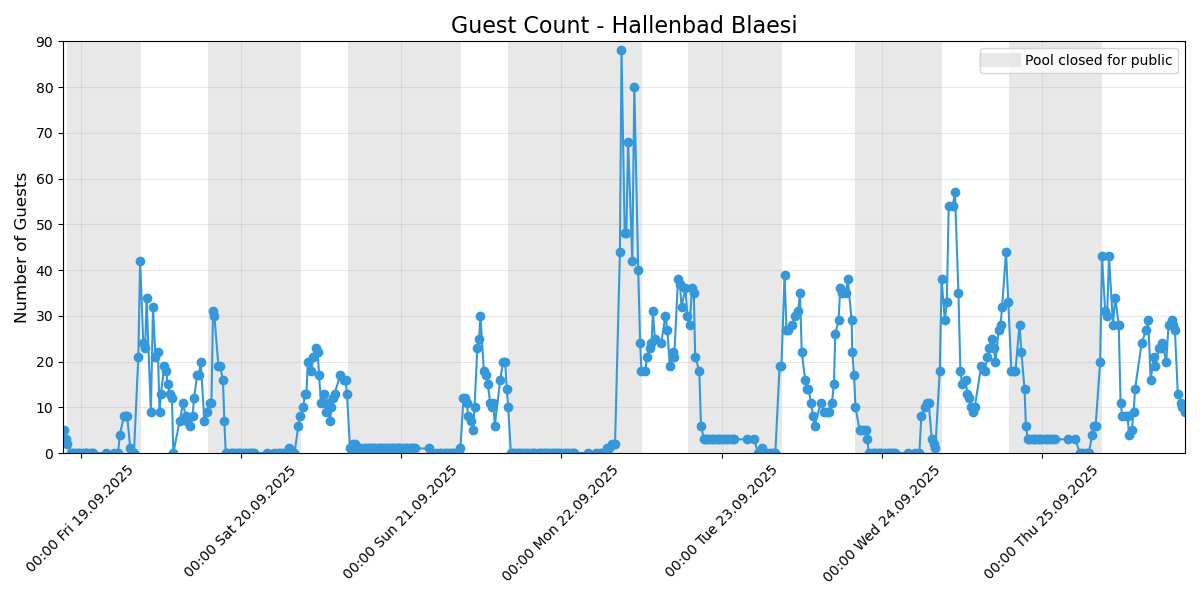 Guest Count - Hallenbad Blaesi
Pool closed for public
Number of Guests
90
80
70
60
50
40
30
20
10
0
00:00 Fri 19.09.2025
00:00 Sat 20.09.2025
00:00 Sun 21.09.2025
00:00 Mon 22.09.2025
00:00 Tue 23.09.2025
00:00 Wed 24.09.2025
00:00 Thu 25.09.2025